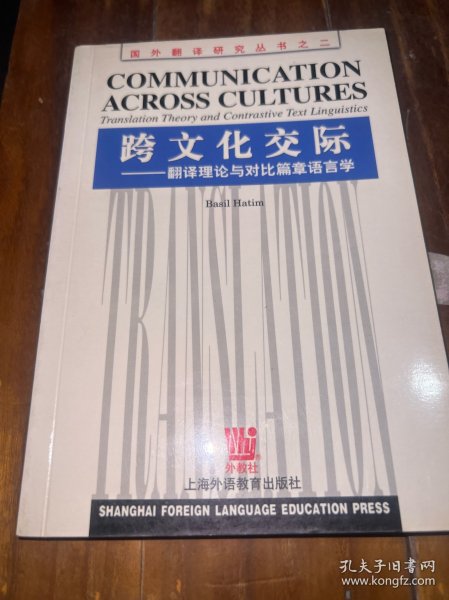 国外翻译研究丛书之二
COMMUNICATION
ACROSS CULTURES
Translation Theory and Contrastive Text Linguistics
跨文化交际
——翻译理论与对比篇章语言学
Basil Hatim
TRANSLATION
外教社
上海外语教育出版社
SHANGHAI FOREIGN LANGUAGE EDUCATION PRESS
孔夫子旧书网
www.kongfz.com